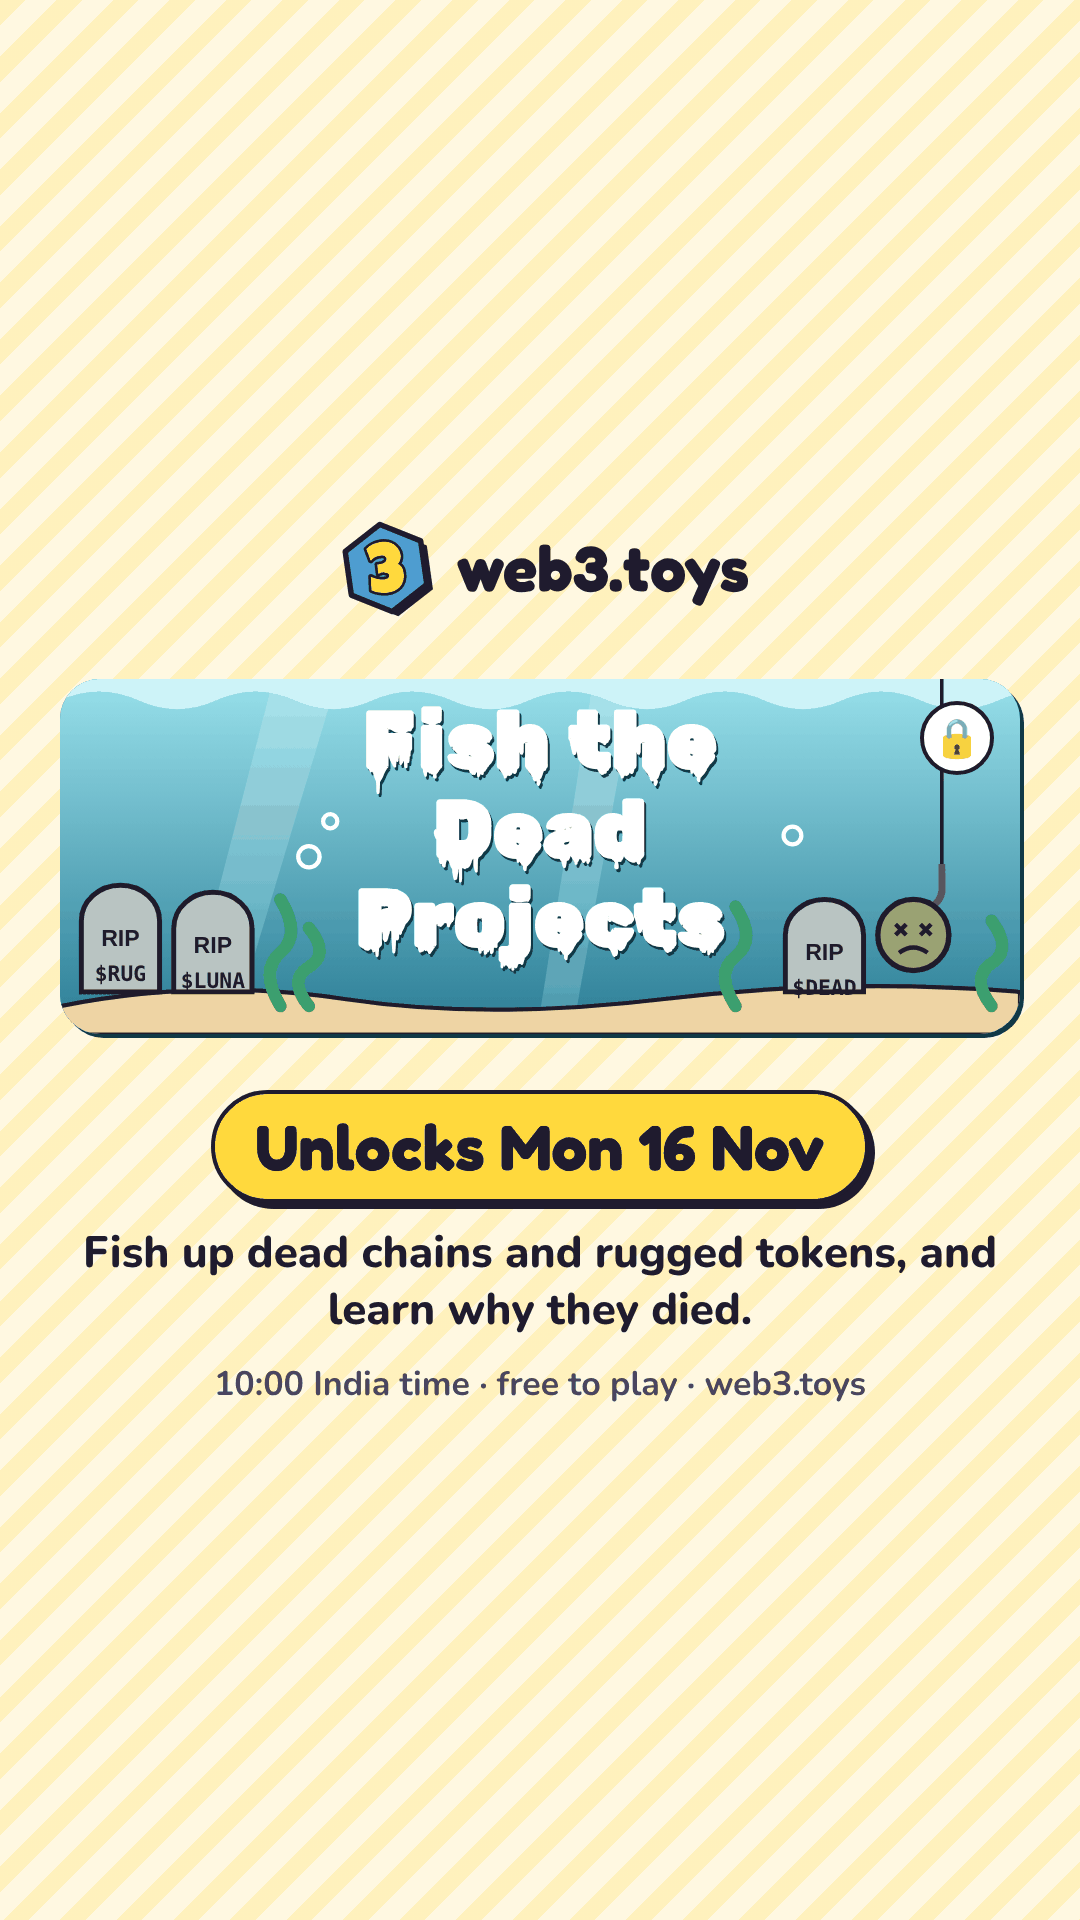 3 web3.toys
Fish the
Dead
Projects
RIP
$RUG
RIP
$LUNA
RIP
$DEAD
Unlocks Mon 16 Nov
Fish up dead chains and rugged tokens, and
learn why they died.
10:00 India time · free to play · web3.toys